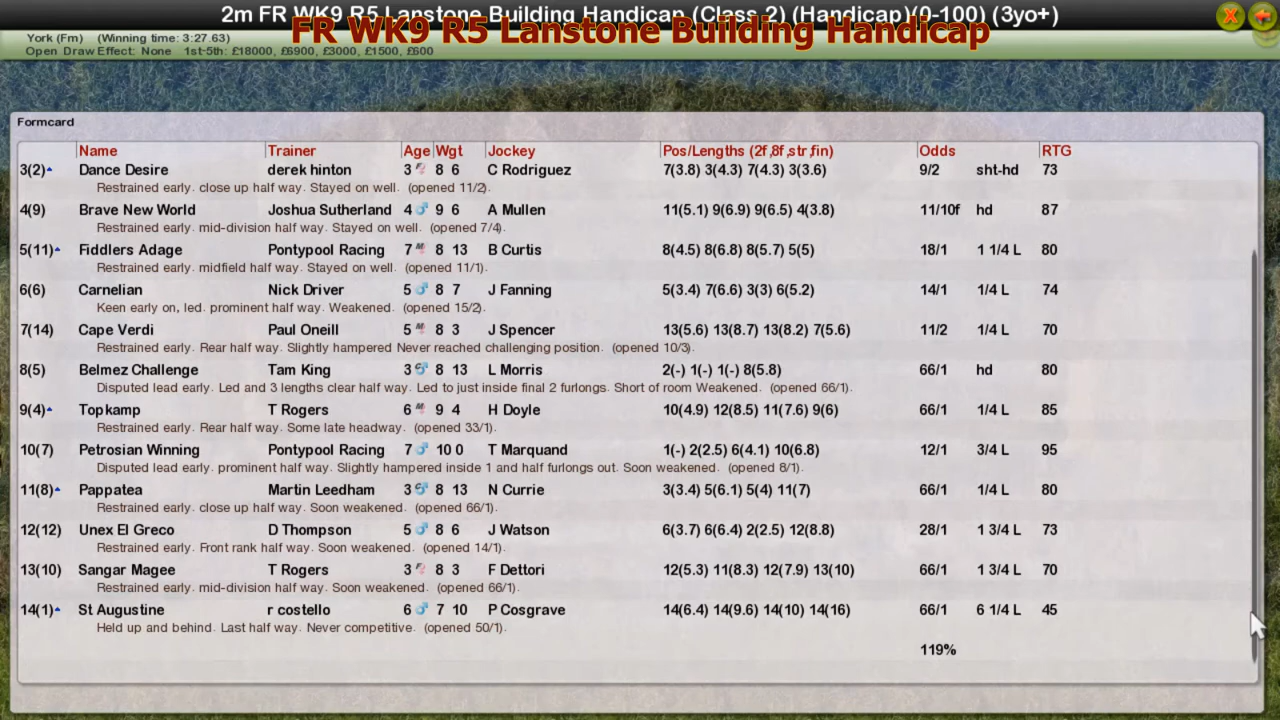 2m FR WK9 R5 Lanstone Building Handicap (Class 2) (Handicap)(0-100) (3yo+)
FR WK9 R5 Lanstone Building Handicap
York (Fm) (Winning time: 3:27.63)
Open Draw Effect: None 1st-5th: £18000, £6900, £3000, £1500, £600
Formcard
Name Trainer Age Wgt Jockey Pos/Lengths (2f,8f,str,fin) Odds RTG
3(2) Dance Desire derek hinton 3 8 6 C Rodriguez 7(3.8) 3(4.3) 7(4.3) 3(3.6) 9/2 sht-hd 73
Restrained early. close up half way. Stayed on well. (opened 11/2).
4(9) Brave New World Joshua Sutherland 4 9 6 A Mullen 11(5.1) 9(6.9) 9(6.5) 4(3.8) 11/10f hd 87
Restrained early. mid-division half way. Stayed on well. (opened 7/4).
5(11) Fiddlers Adage Pontypool Racing 7 8 13 B Curtis 8(4.5) 8(6.8) 8(5.7) 5(5) 18/1 1 1/4 L 80
Restrained early. midfield half way. Stayed on well. (opened 11/1).
6(6) Carnelian Nick Driver 5 8 7 J Fanning 5(3.4) 7(6.6) 3(3) 6(5.2) 14/1 1/4 L 74
Keen early on, led. prominent half way. Weakened. (opened 15/2).
7(14) Cape Verdi Paul Oneill 5 8 3 J Spencer 13(5.6) 13(8.7) 13(8.2) 7(5.6) 11/2 1/4 L 70
Restrained early. Rear half way. Slightly hampered Never reached challenging position. (opened 10/3).
8(5) Belmez Challenge Tam King 3 8 13 L Morris 2(-) 1(-) 1(-) 8(5.8) 66/1 hd 80
Disputed lead early. Led and 3 lengths clear half way. Led to just inside final 2 furlongs. Short of room Weakened. (opened 66/1).
9(4) Topkamp T Rogers 6 9 4 H Doyle 10(4.9) 12(8.5) 11(7.6) 9(6) 66/1 1/4 L 85
Restrained early. Rear half way. Some late headway. (opened 33/1).
10(7) Petrosian Winning Pontypool Racing 7 10 0 T Marquand 1(-) 2(2.5) 6(4.1) 10(6.8) 12/1 3/4 L 95
Disputed lead early. prominent half way. Slightly hampered inside 1 and half furlongs out. Soon weakened. (opened 8/1).
11(8) Pappatea Martin Leedham 3 8 13 N Currie 3(3.4) 5(6.1) 5(4) 11(7) 66/1 1/4 L 80
Restrained early. close up half way. Soon weakened. (opened 66/1).
12(12) Unex El Greco D Thompson 5 8 6 J Watson 6(3.7) 6(6.4) 2(2.5) 12(8.8) 28/1 1 3/4 L 73
Restrained early. Front rank half way. Soon weakened. (opened 14/1).
13(10) Sangar Magee T Rogers 3 8 3 F Dettori 12(5.3) 11(8.3) 12(7.9) 13(10) 66/1 1 3/4 L 70
Restrained early. mid-division half way. Soon weakened. (opened 66/1).
14(1) St Augustine r costello 6 7 10 P Cosgrave 14(6.4) 14(9.6) 14(10) 14(16) 66/1 6 1/4 L 45
Held up and behind. Last half way. Never competitive. (opened 50/1).
119%